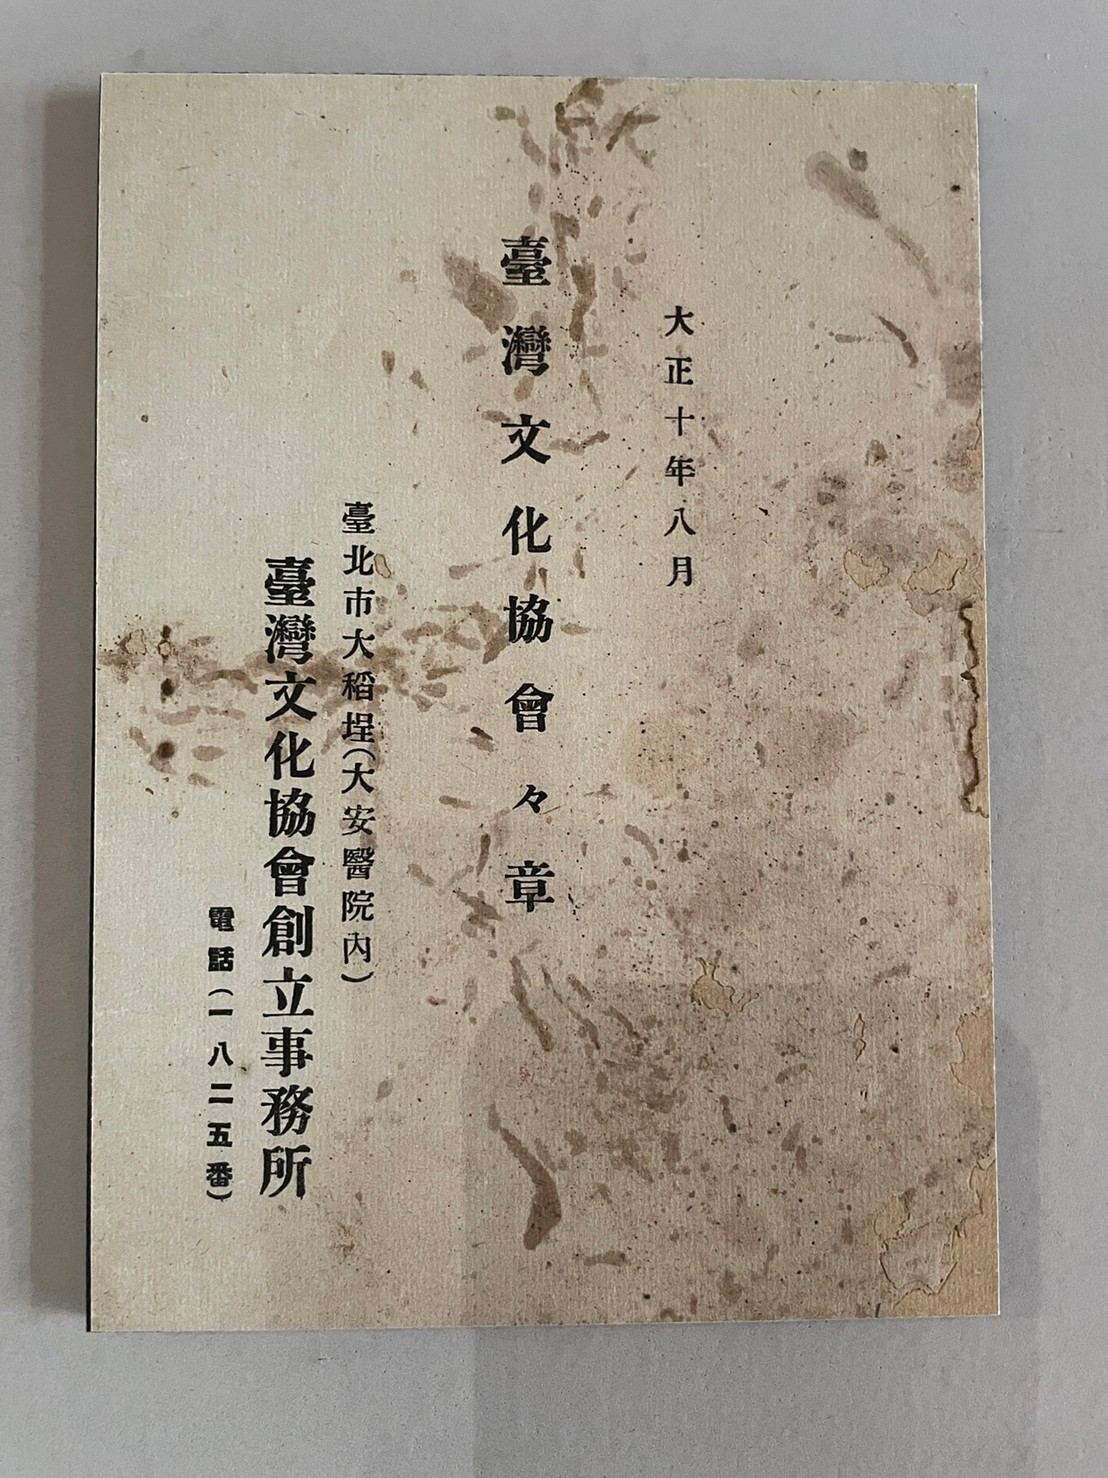 大正十年八月
臺灣文化協會々章
臺北市大稻埕(大安醫院內)
臺灣文化協會創立事務所
電話(一八二五番)